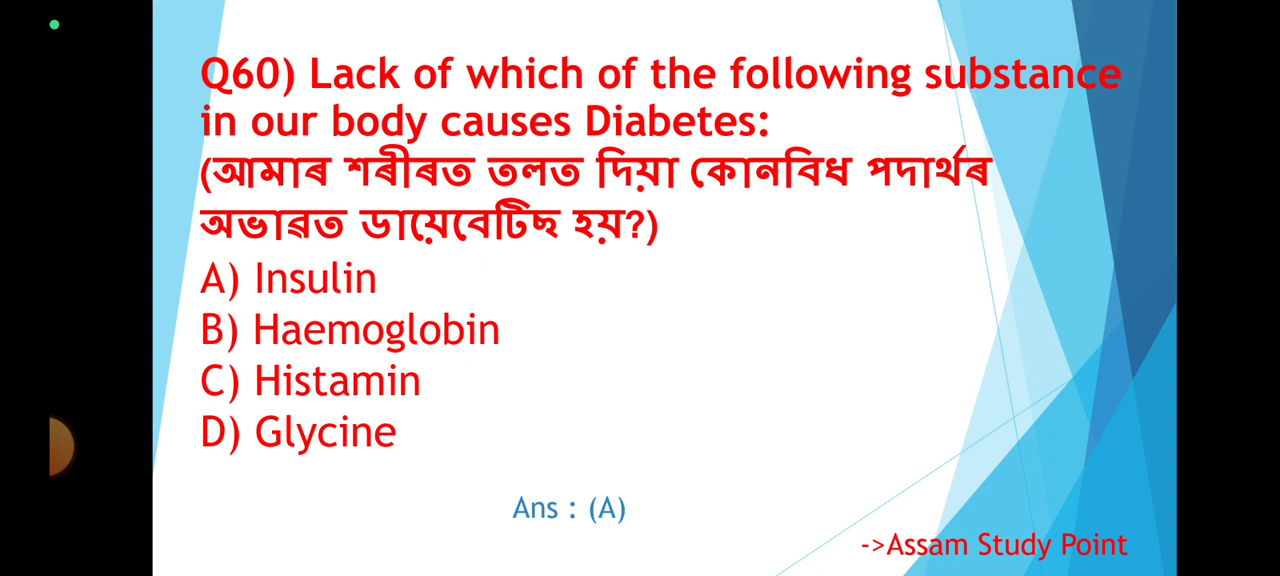 Q60) Lack of which of the following substance
in our body causes Diabetes:
(আমাৰ শৰীৰত তলত দিয়া কোনবিধ পদাৰ্থৰ
অভাৱত ডায়েবেটিছ হয়?)
A) Insulin
B) Haemoglobin
C) Histamin
D) Glycine
Ans : (A)
->Assam Study Point